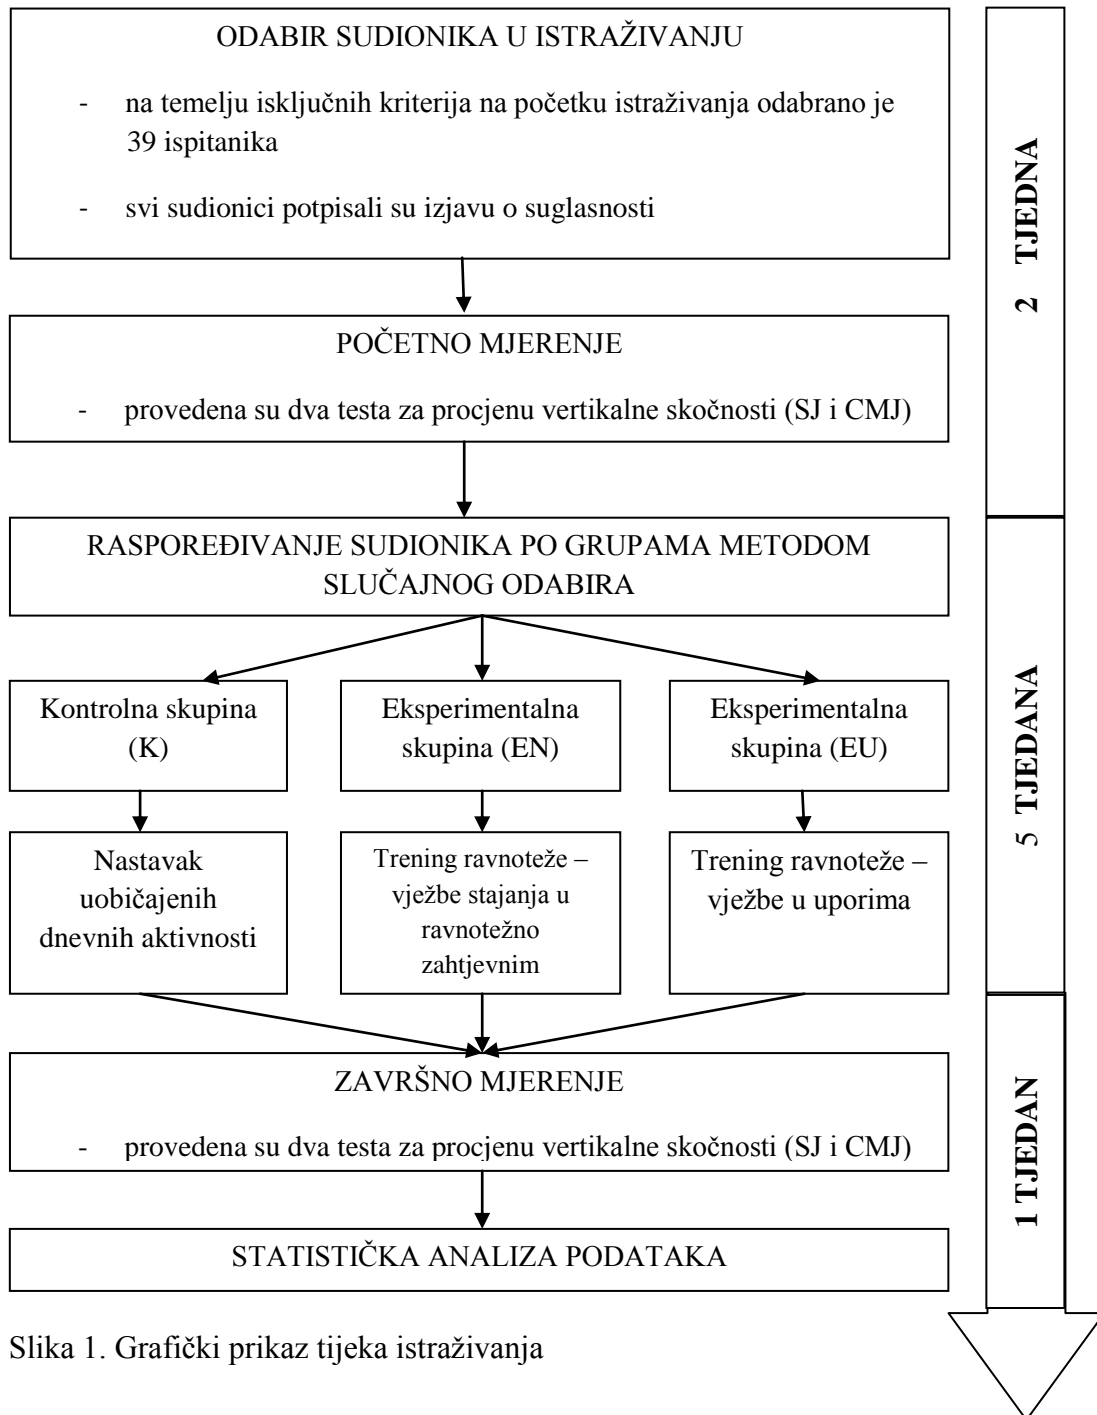 ODABIR SUDIONIKA U ISTRAŽIVANJU
- na temelju isključnih kriterija na početku istraživanja odabrano je
39 ispitanika
- svi sudionici potpisali su izjavu o suglasnosti
2 TJEDNA
POČETNO MJERENJE
- provedena su dva testa za procjenu vertikalne skočnosti (SJ i CMJ)
RASPOREĐIVANJE SUDIONIKA PO GRUPAMA METODOM
SLUČAJNOG ODABIRA
5 TJEDANA
Kontrolna skupina
(K)
Eksperimentalna
skupina (EN)
Eksperimentalna
skupina (EU)
Nastavak
uobičajenih
dnevnih aktivnosti
Trening ravnoteže –
vježbe stajanja u
ravnotežno
zahtjevnim
Trening ravnoteže –
vježbe u uporima
ZAVRŠNO MJERENJE
- provedena su dva testa za procjenu vertikalne skočnosti (SJ i CMJ)
1 TJEDAN
STATISTIČKA ANALIZA PODATAKA
Slika 1. Grafički prikaz tijeka istraživanja